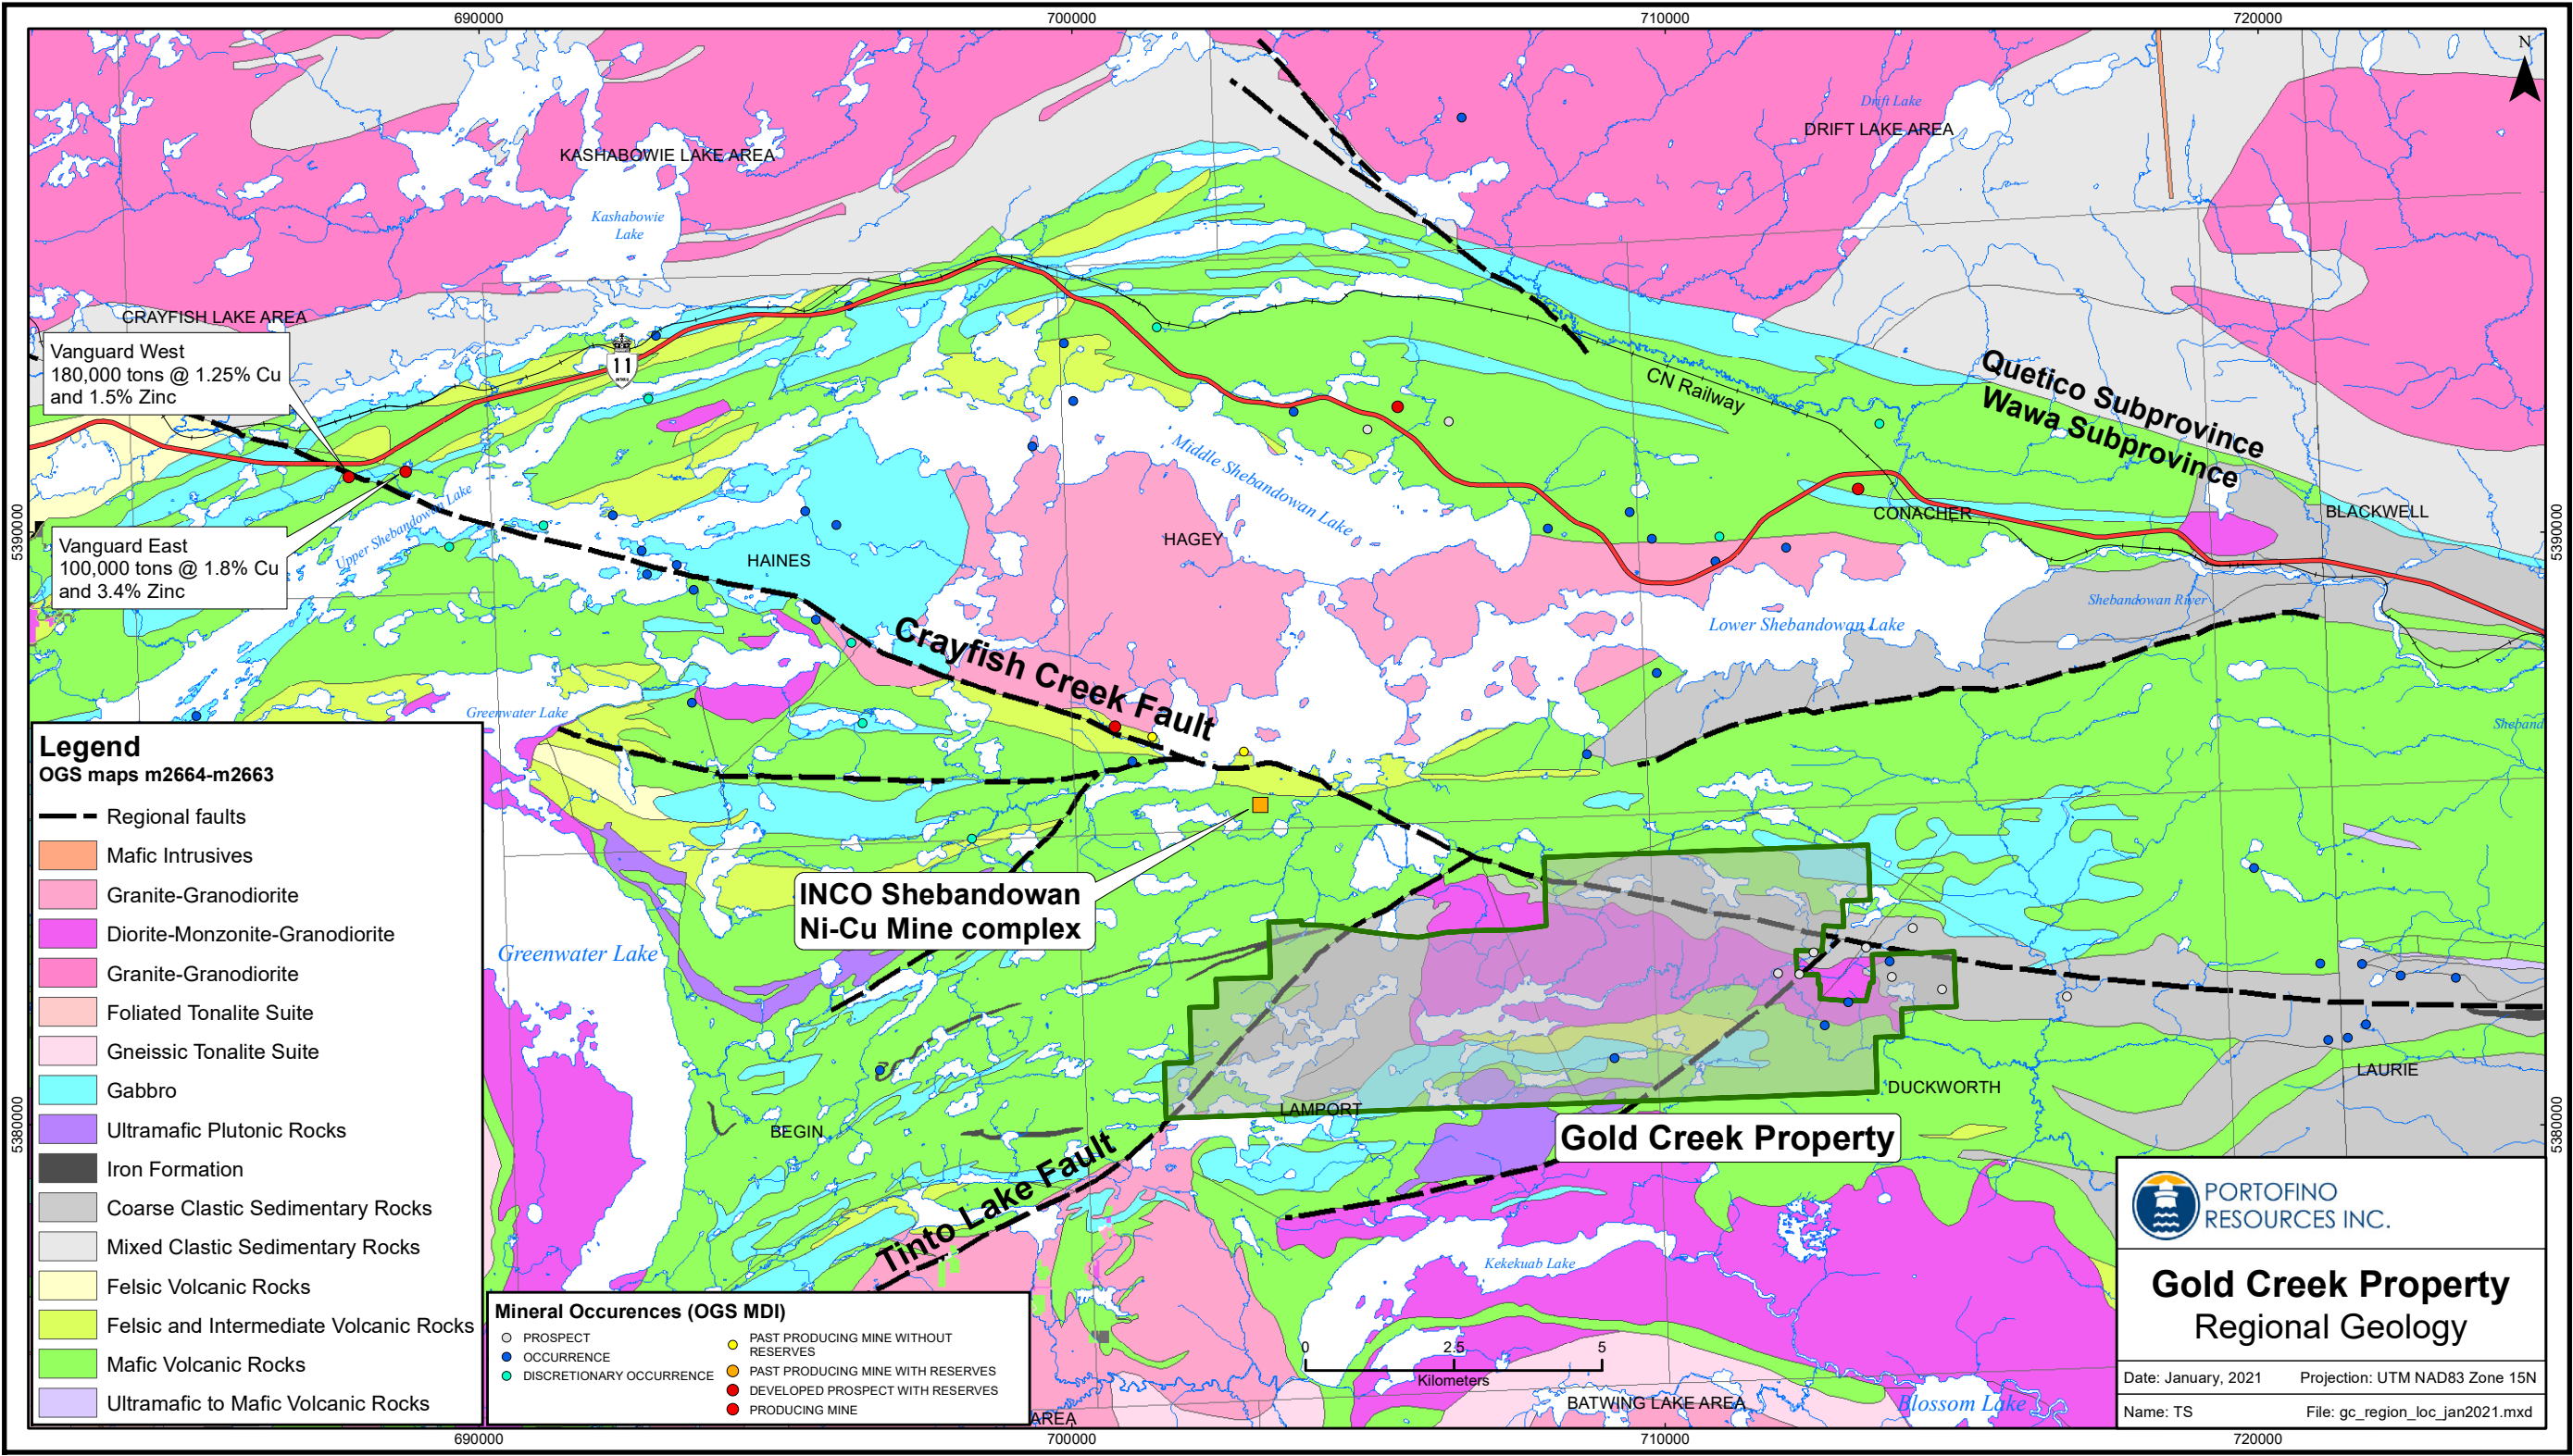 690000
700000
710000
720000
N
Drift Lake
DRIFT LAKE AREA
KASHABOWIE LAKE AREA
Kashabowie
Lake
CRAYFISH LAKE AREA
Vanguard West
180,000 tons @ 1.25% Cu
and 1.5% Zinc
11
ONTARIO
CN Railway
Quetico Subprovince
Wawa Subprovince
Middle Shebandowan Lake
Upper Shebandowan Lake
5390000
5390000
Vanguard East
100,000 tons @ 1.8% Cu
and 3.4% Zinc
HAINES
HAGEY
CONACHER
BLACKWELL
Shebandowan River
Lower Shebandowan Lake
Crayfish Creek Fault
Greenwater Lake
Sheband
INCO Shebandowan
Ni-Cu Mine complex
Greenwater Lake
LAURIE
DUCKWORTH
LAMPORT
BEGIN
5380000
5380000
Gold Creek Property
Tinto Lake Fault
Kekekuab Lake
BATWING LAKE AREA
Blossom Lake
AREA
Legend
OGS maps m2664-m2663
Regional faults
Mafic Intrusives
Granite-Granodiorite
Diorite-Monzonite-Granodiorite
Granite-Granodiorite
Foliated Tonalite Suite
Gneissic Tonalite Suite
Gabbro
Ultramafic Plutonic Rocks
Iron Formation
Coarse Clastic Sedimentary Rocks
Mixed Clastic Sedimentary Rocks
Felsic Volcanic Rocks
Felsic and Intermediate Volcanic Rocks
Mafic Volcanic Rocks
Ultramafic to Mafic Volcanic Rocks
Mineral Occurences (OGS MDI)
PROSPECT
OCCURRENCE
DISCRETIONARY OCCURRENCE
PAST PRODUCING MINE WITHOUT
RESERVES
PAST PRODUCING MINE WITH RESERVES
DEVELOPED PROSPECT WITH RESERVES
PRODUCING MINE
0 2.5 5
Kilometers
PORTOFINO
RESOURCES INC.
Gold Creek Property
Regional Geology
Date: January, 2021 Projection: UTM NAD83 Zone 15N
Name: TS File: gc_region_loc_jan2021.mxd
690000
700000
710000
720000